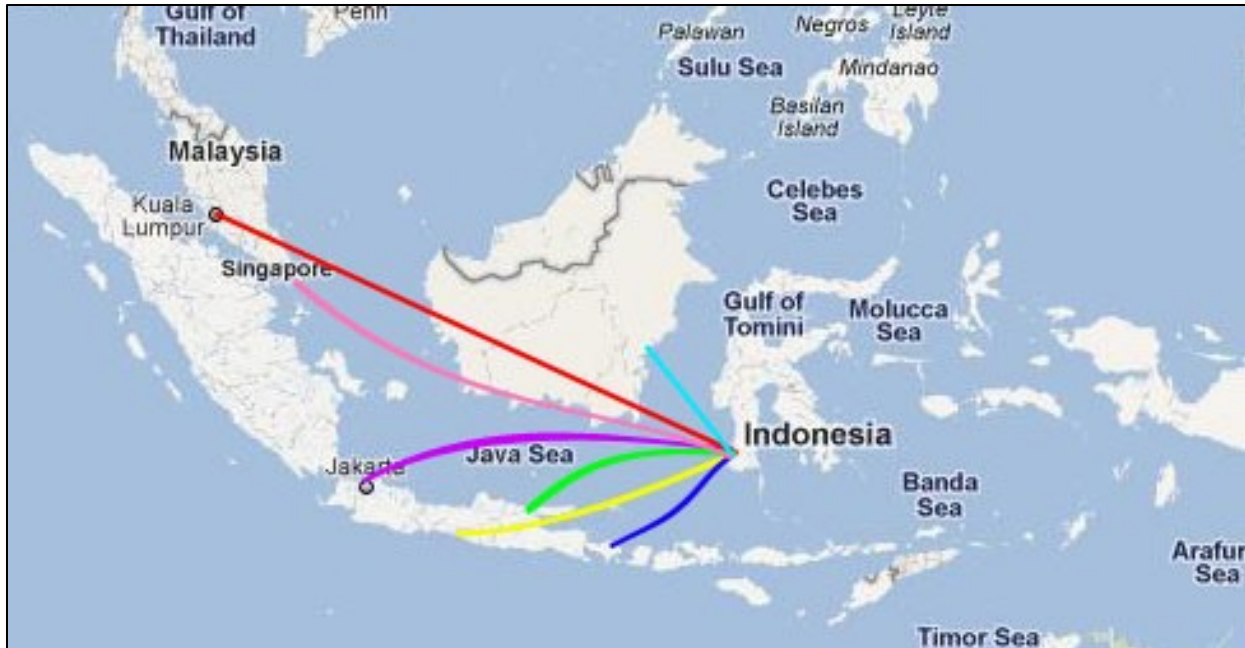 Gulf of
Thailand
Penh
Palawan
Negros
Leyte
Island
Sulu Sea
Mindanao
Basilan
Island
Malaysia
Kuala
Lumpur
Celebes
Sea
Singapore
Gulf of
Tomini
Molucca
Sea
Indonesia
Java Sea
Jakarta
Banda
Sea
Arafur
Sea
Timor Sea